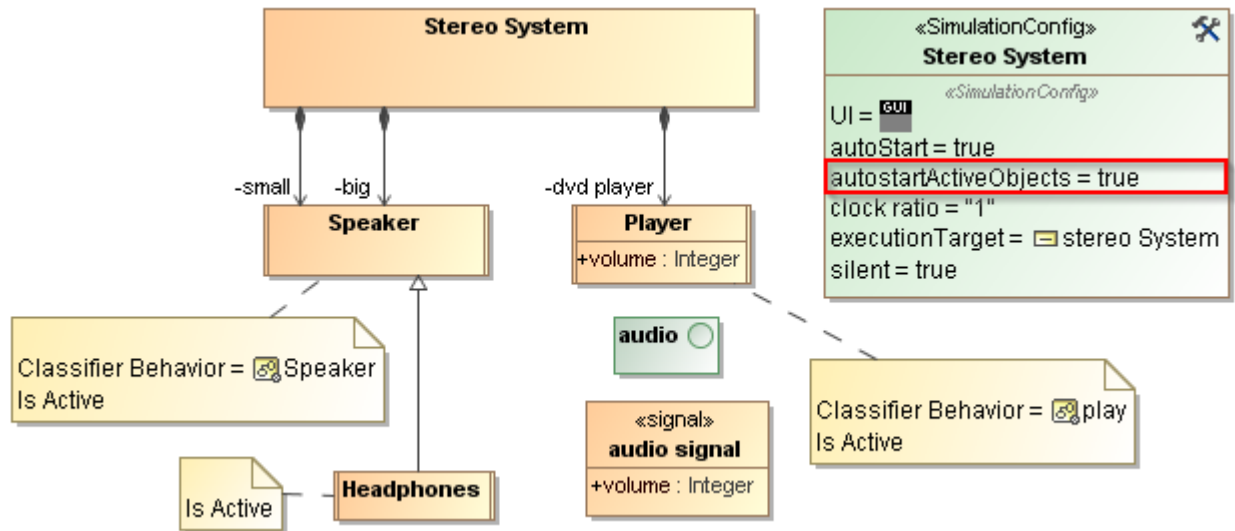 Stereo System
-small
-big
-dvd player
Speaker
Player
+volume : Integer
Classifier Behavior = Speaker
Is Active
audio
«signal»
audio signal
+volume : Integer
Is Active
Headphones
Classifier Behavior = play
Is Active
«SimulationConfig»
Stereo System
«SimulationConfig»
UI = GUI
autoStart = true
autostartActiveObjects = true
clock ratio = "1"
executionTarget = stereo System
silent = true